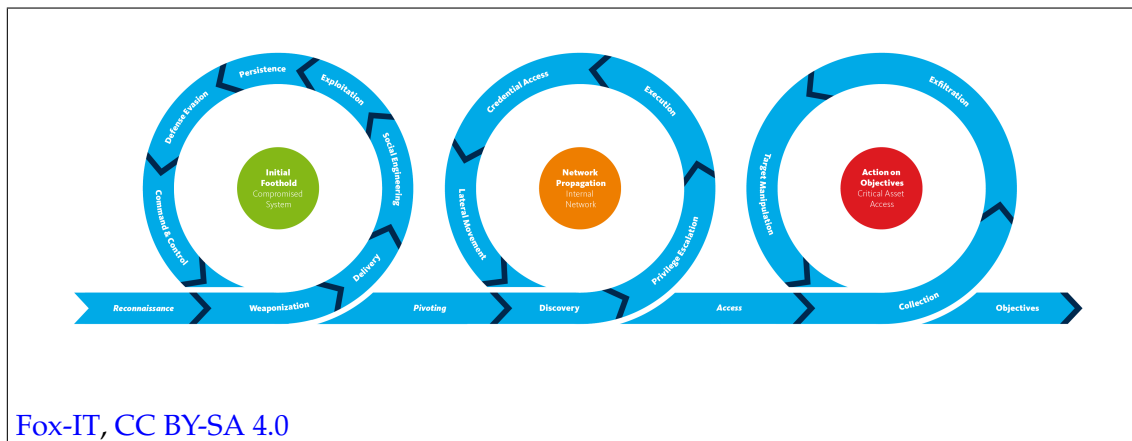 Reconnaissance
Weaponization
Delivery
Social Engineering
Exploitation
Persistence
Defense Evasion
Command & Control
Initial
Foothold
Compromised
System
Pivoting
Discovery
Privilege Escalation
Execution
Credential Access
Lateral Movement
Network
Propagation
Internal
Network
Access
Collection
Exfiltration
Target Manipulation
Action on
Objectives
Critical Asset
Access
Objectives
Fox-IT, CC BY-SA 4.0